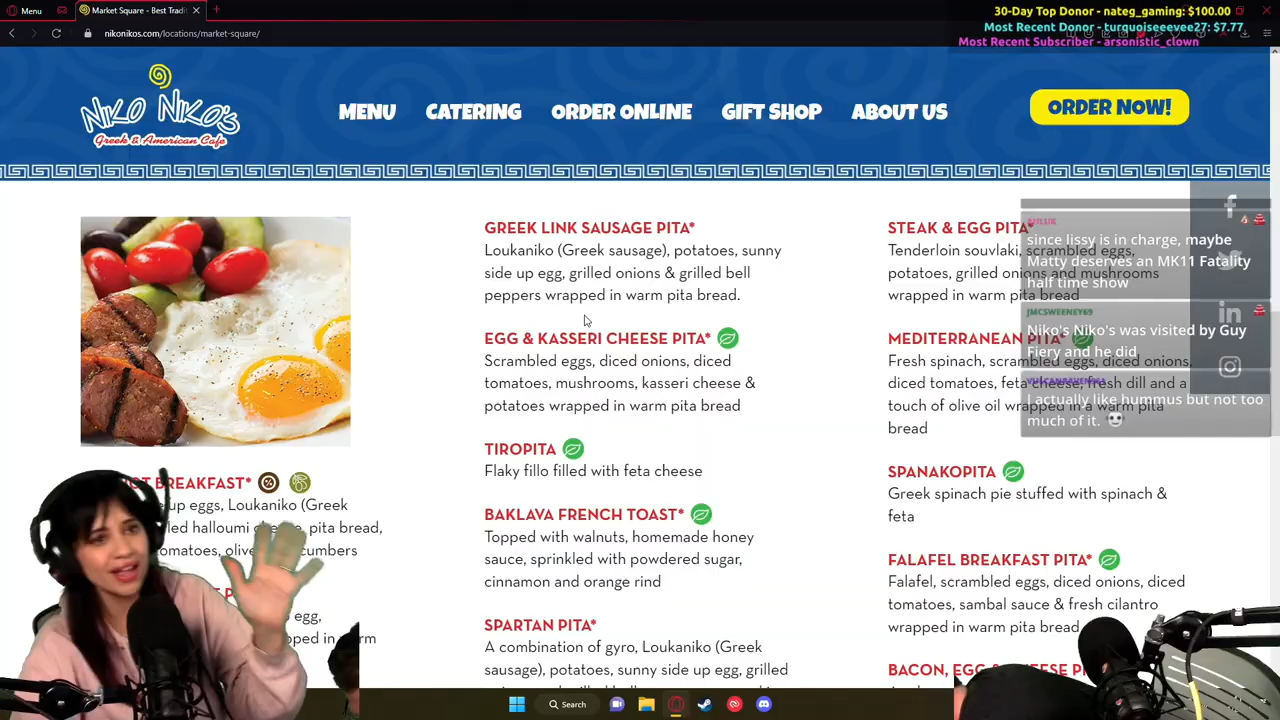 Menu
Market Square - Best Tradit
nikonikos.com/locations/market-square/
30-Day Top Donor - nateg_gaming: $100.00
Most Recent Donor - turquoiseeevee27: $7.77
Most Recent Subscriber - arsonistic_clown
NIKO NIKO'S
Greek & American Cafe
MENU
CATERING
ORDER ONLINE
GIFT SHOP
ABOUT US
ORDER NOW!
GREEK LINK SAUSAGE PITA*
Loukaniko (Greek sausage), potatoes, sunny
side up egg, grilled onions & grilled bell
peppers wrapped in warm pita bread.
EGG & KASSERI CHEESE PITA*
Scrambled eggs, diced onions, diced
tomatoes, mushrooms, kasseri cheese &
potatoes wrapped in warm pita bread
TIROPITA
Flaky fillo filled with feta cheese
BAKLAVA FRENCH TOAST*
Topped with walnuts, homemade honey
sauce, sprinkled with powdered sugar,
cinnamon and orange rind
SPARTAN PITA*
A combination of gyro, Loukaniko (Greek
sausage), potatoes, sunny side up egg, grilled
STEAK & EGG PITA*
Tenderloin souvlaki, scrambled eggs,
potatoes, grilled onions and mushrooms
wrapped in warm pita bread
MEDITERRANEAN PITA*
Fresh spinach, scrambled eggs, diced onions,
diced tomatoes, feta cheese, fresh dill and a
touch of olive oil wrapped in a warm pita
bread
SPANAKOPITA
Greek spinach pie stuffed with spinach &
feta
FALAFEL BREAKFAST PITA*
Falafel, scrambled eggs, diced onions, diced
tomatoes, sambal sauce & fresh cilantro
wrapped in warm pita bread
BACON, EGG & CHEESE PI
since lissy is in charge, maybe
Matty deserves an MK11 Fatality
half time show
JMCSWEENEY69
Niko's Niko's was visited by Guy
Fiery and he did
I actually like hummus but not too
much of it.
BREAKFAST*
up eggs, Loukaniko (Greek
halloumi pita bread,
cucumbers
egg,
Search